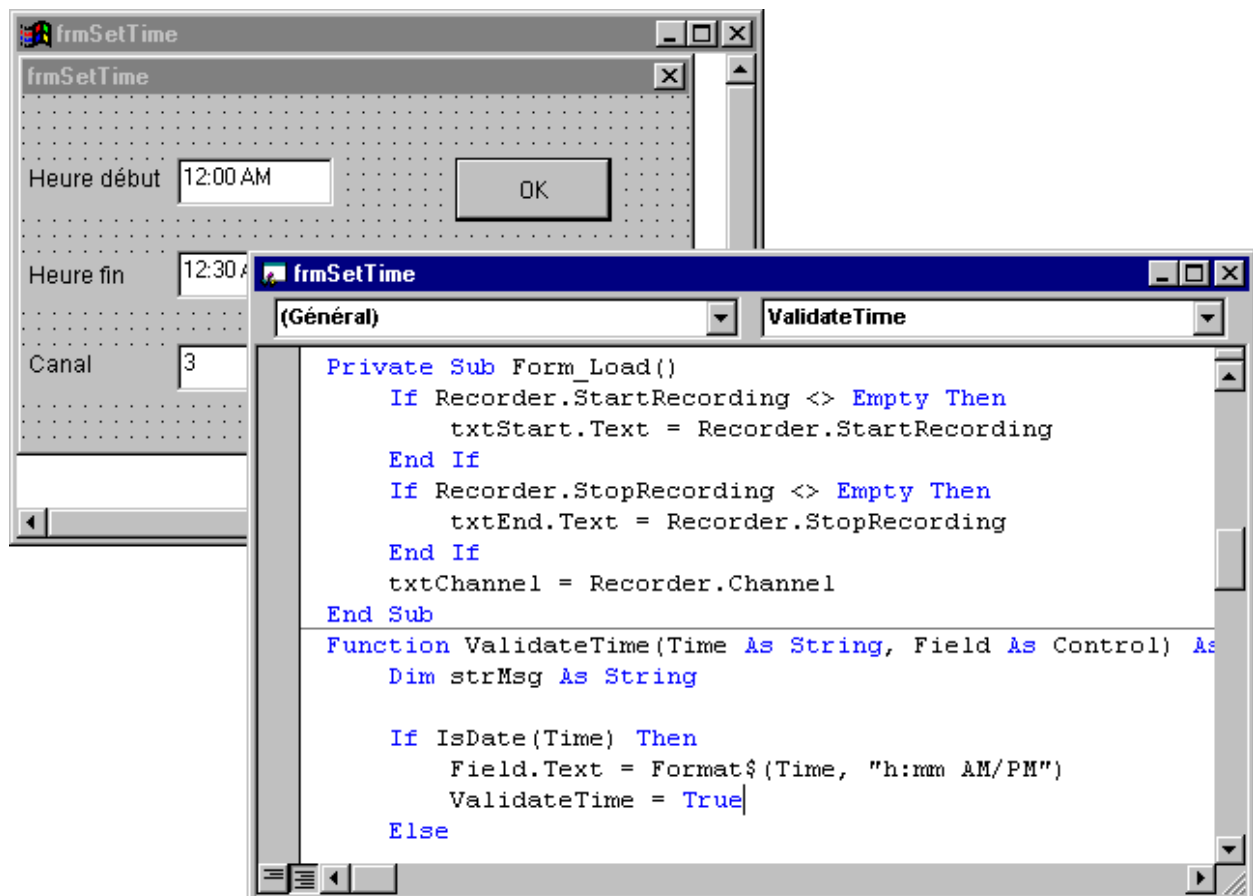 frmSetTime
frmSetTime
Heure début 12:00 AM OK
Heure fin 12:30
Canal 3
frmSetTime
(Général) ValidateTime
Private Sub Form_Load()
If Recorder.StartRecording <> Empty Then
txtStart.Text = Recorder.StartRecording
End If
If Recorder.StopRecording <> Empty Then
txtEnd.Text = Recorder.StopRecording
End If
txtChannel = Recorder.Channel
End Sub
Function ValidateTime(Time As String, Field As Control) As
Dim strMsg As String
If IsDate(Time) Then
Field.Text = Format$(Time, "h:mm AM/PM")
ValidateTime = True
Else